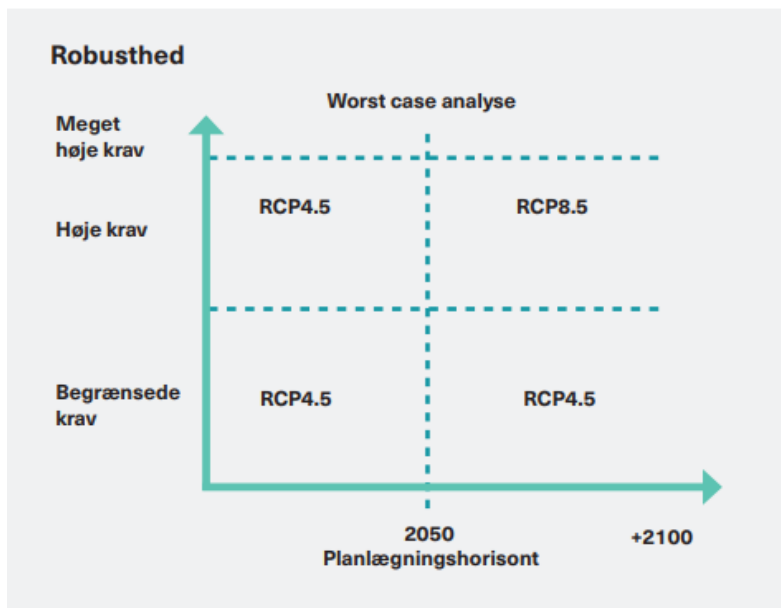 Robusthed
Worst case analyse
Meget
høje krav
RCP4.5
RCP8.5
Høje krav
Begrænsede
krav
RCP4.5
RCP4.5
2050
+2100
Planlægningshorisont